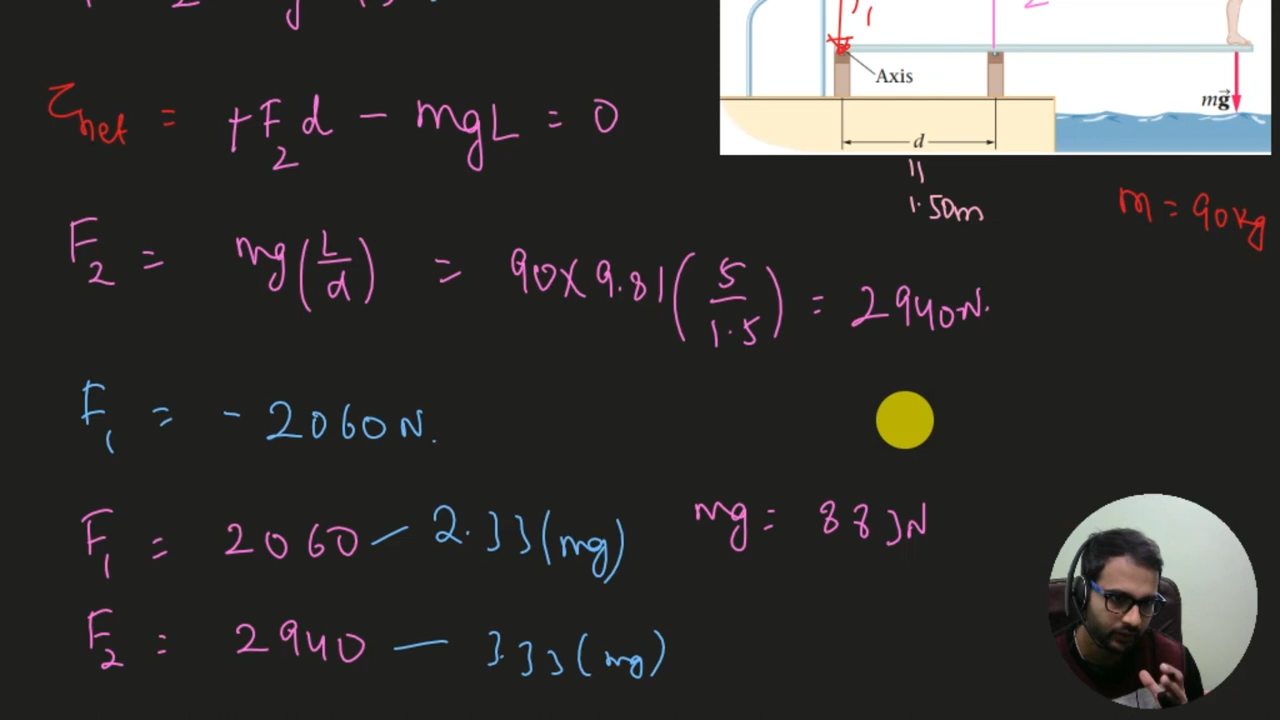 Axis
mg⃗
τnet = +F₂d - mgL = 0
d
11
1.50m
m = 90kg
F₂ = mg(L/d) = 90 × 9.81(5/1.5) = 2940N.
F₁ = - 2060N.
F₁ = 2060 — 2.33(mg)
mg = 883N
F₂ = 2940 — 3.33(mg)